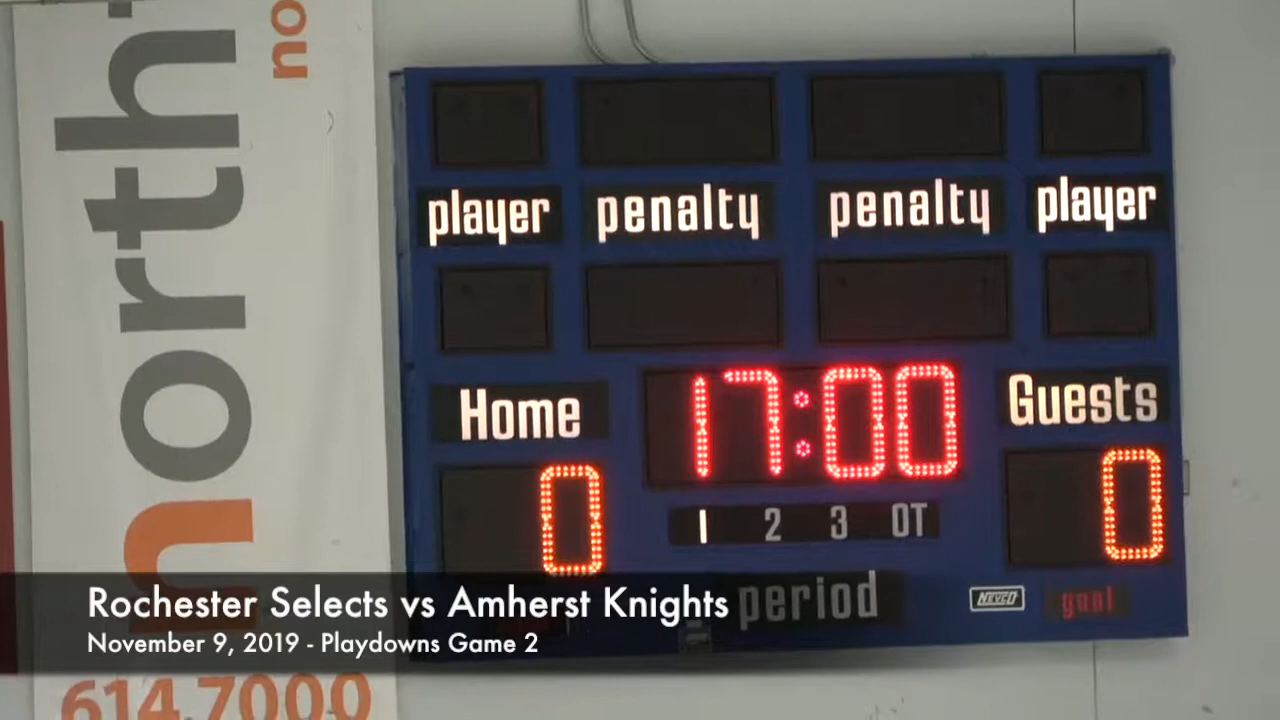 north
no
player penalty penalty player
Home 17:00 Guests
0 0
1 2 3 OT
period
NEVCO
goal
Rochester Selects vs Amherst Knights
November 9, 2019 - Playdowns Game 2
614.7000